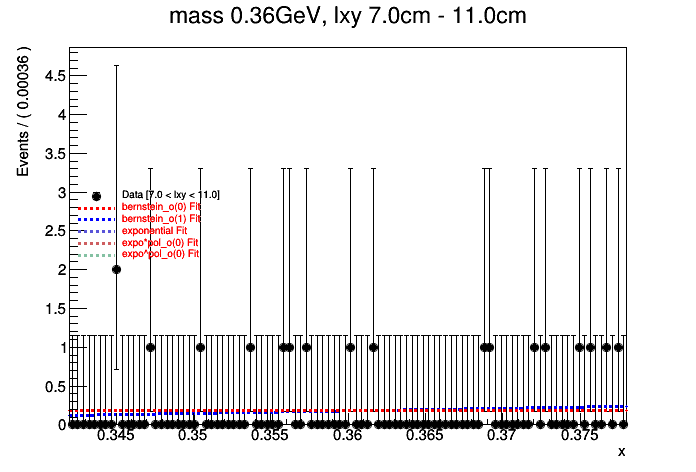 mass 0.36GeV, lxy 7.0cm - 11.0cm
Events / ( 0.00036 )
4.5
4
3.5
3
2.5
2
1.5
1
0.5
0
Data [7.0 < lxy < 11.0]
bernstein_o(0) Fit
bernstein_o(1) Fit
exponential Fit
expo*pol_o(0) Fit
expo^pol_o(0) Fit
0.345 0.35 0.355 0.36 0.365 0.37 0.375
x